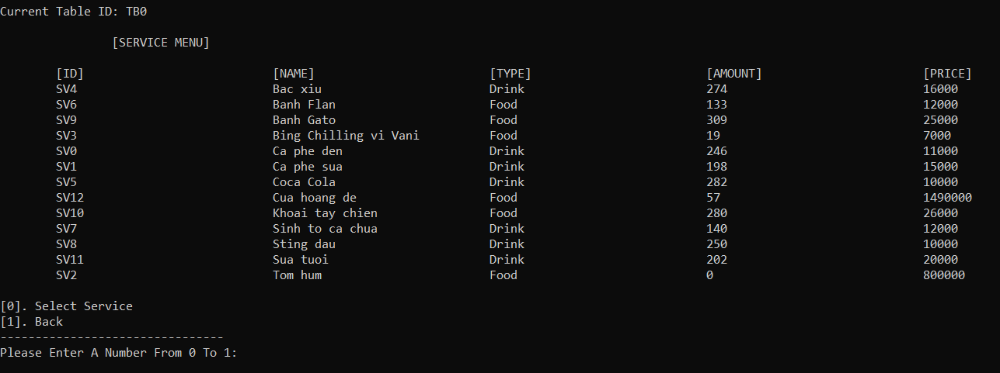 Current Table ID: TB0
[SERVICE MENU]
[ID] [NAME] [TYPE] [AMOUNT] [PRICE]
SV4 Bac xiu Drink 274 16000
SV6 Banh Flan Food 133 12000
SV9 Banh Gato Food 309 25000
SV3 Bing Chilling vi Vani Food 19 7000
SV0 Ca phe den Drink 246 11000
SV1 Ca phe sua Drink 198 15000
SV5 Coca Cola Drink 282 10000
SV12 Cua hoang de Food 57 1490000
SV10 Khoai tay chien Food 280 26000
SV7 Sinh to ca chua Drink 140 12000
SV8 Sting dau Drink 250 10000
SV11 Sua tuoi Drink 202 20000
SV2 Tom hum Food 0 800000
[0]. Select Service
[1]. Back
--------------------------------
Please Enter A Number From 0 To 1: